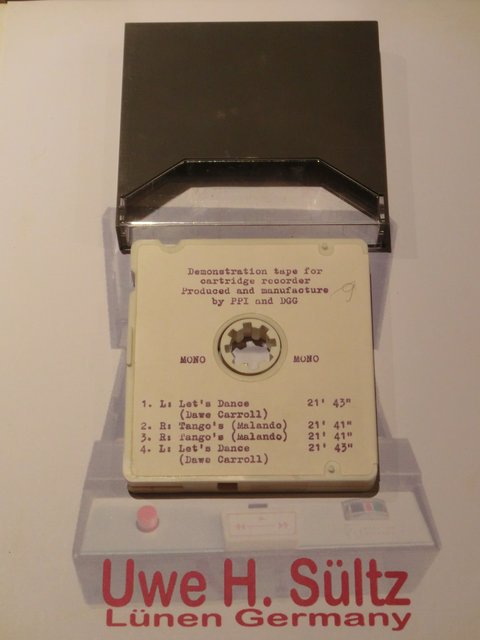 Demonstration tape for
cartridge recorder
Produced and manufacture
by PPI and DGG
MONO MONO
1. L: Let's Dance 21' 43"
(Dawe Carroll)
2. R: Tango's (Malando) 21' 41"
3. R: Tango's (Malando) 21' 41"
4. L: Let's Dance 21' 43"
(Dawe Carroll)
Uwe H. Sültz
Lünen Germany